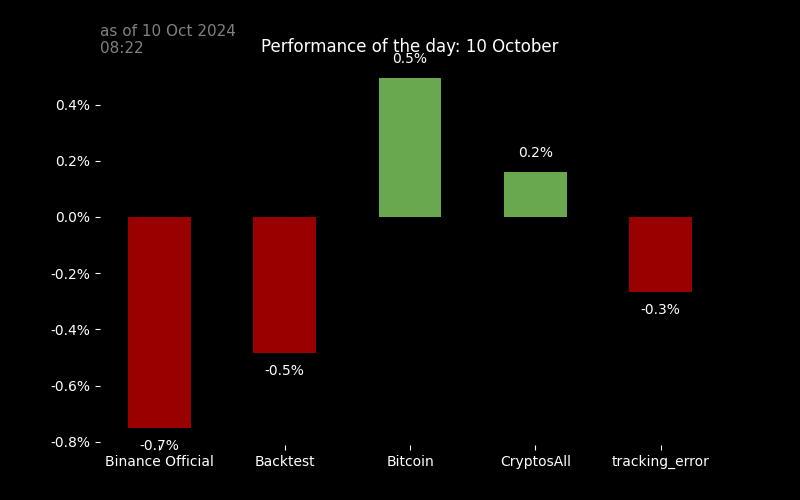 as of 10 Oct 2024
08:22
Performance of the day: 10 October
0.5%
0.4%
0.2%
0.2%
0.0%
-0.2%
-0.3%
-0.4%
-0.5%
-0.6%
-0.8%
-0.7%
Binance Official
Backtest
Bitcoin
CryptosAll
tracking_error